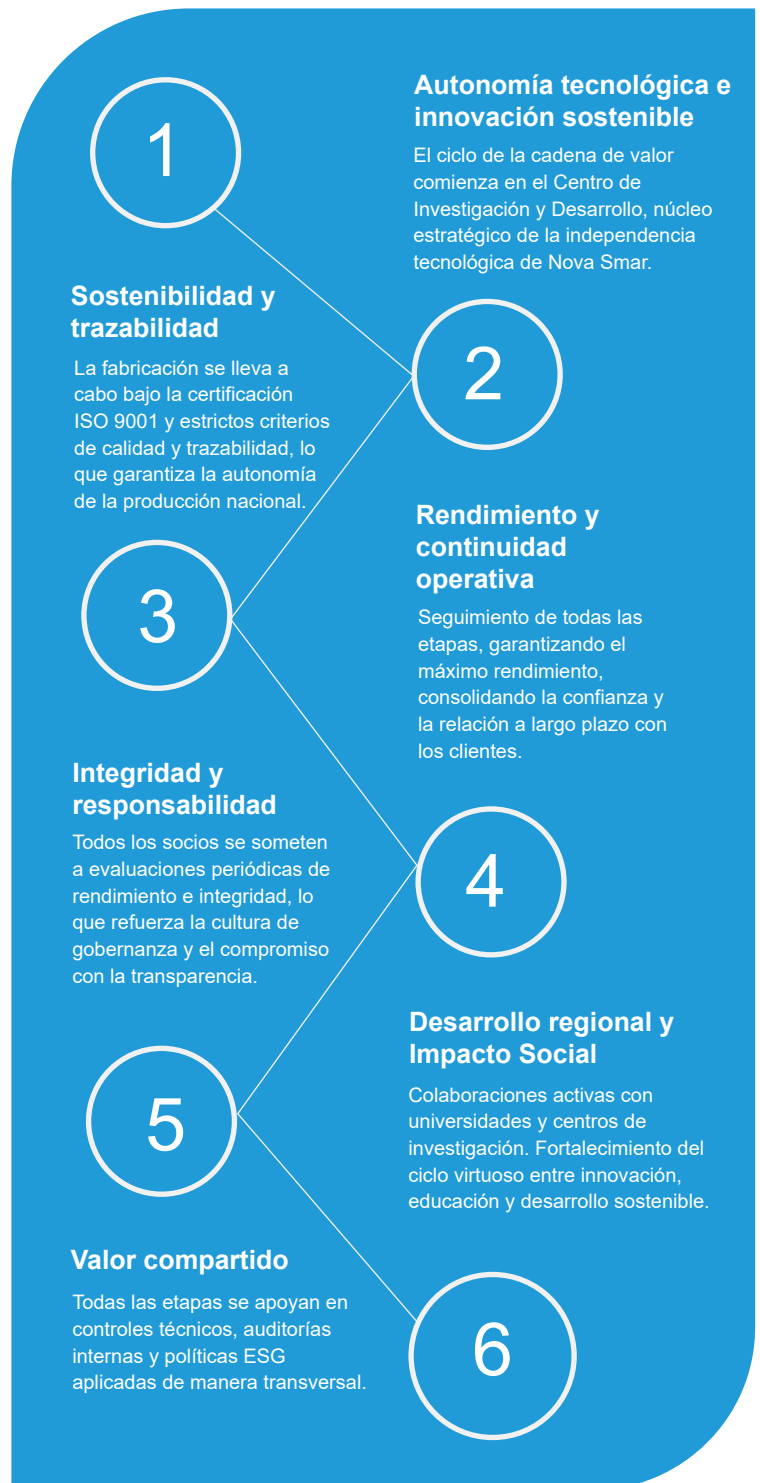 1
Autonomía tecnológica e
innovación sostenible
El ciclo de la cadena de valor
comienza en el Centro de
Investigación y Desarrollo, núcleo
estratégico de la independencia
tecnológica de Nova Smar.
Sostenibilidad y
trazabilidad
La fabricación se lleva a
cabo bajo la certificación
ISO 9001 y estrictos criterios
de calidad y trazabilidad, lo
que garantiza la autonomía
de la producción nacional.
2
3
Rendimiento y
continuidad
operativa
Seguimiento de todas las
etapas, garantizando el
máximo rendimiento,
consolidando la confianza y
la relación a largo plazo con
los clientes.
Integridad y
responsabilidad
Todos los socios se someten
a evaluaciones periódicas de
rendimiento e integridad, lo
que refuerza la cultura de
gobernanza y el compromiso
con la transparencia.
4
5
Desarrollo regional y
Impacto Social
Colaboraciones activas con
universidades y centros de
investigación. Fortalecimiento del
ciclo virtuoso entre innovación,
educación y desarrollo sostenible.
Valor compartido
Todas las etapas se apoyan en
controles técnicos, auditorías
internas y políticas ESG
aplicadas de manera transversal.
6